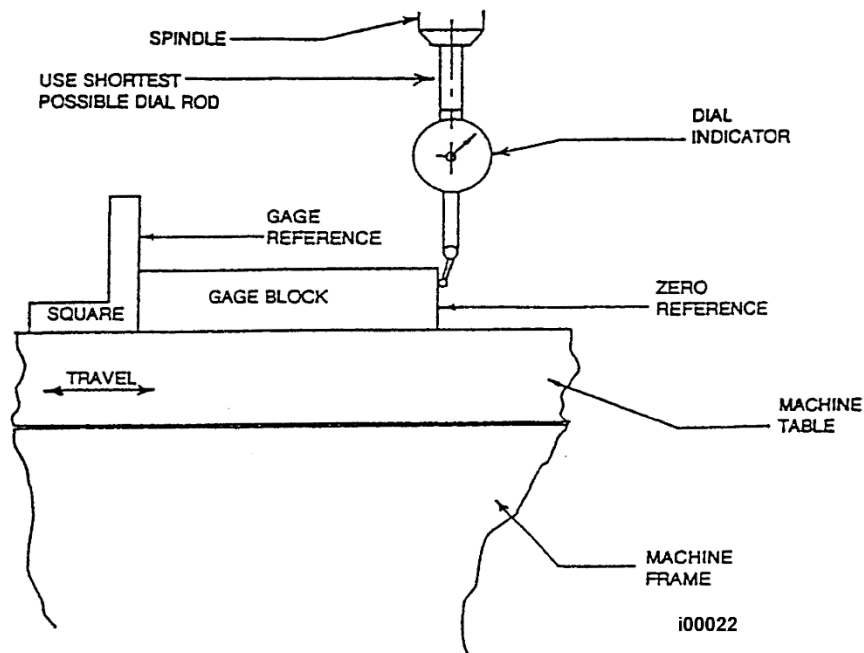 SPINDLE
USE SHORTEST
POSSIBLE DIAL ROD
DIAL
INDICATOR
GAGE
REFERENCE
SQUARE
GAGE BLOCK
ZERO
REFERENCE
TRAVEL
MACHINE
TABLE
MACHINE
FRAME
i00022